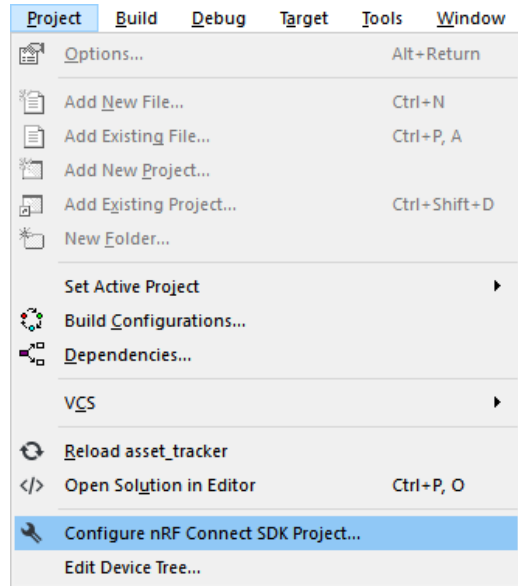 Project Build Debug Target Tools Window
Options... Alt+Return
Add New File... Ctrl+N
Add Existing File... Ctrl+P, A
Add New Project...
Add Existing Project... Ctrl+Shift+D
New Folder...
Set Active Project
Build Configurations...
Dependencies...
VCS
Reload asset_tracker
Open Solution in Editor Ctrl+P, O
Configure nRF Connect SDK Project...
Edit Device Tree...